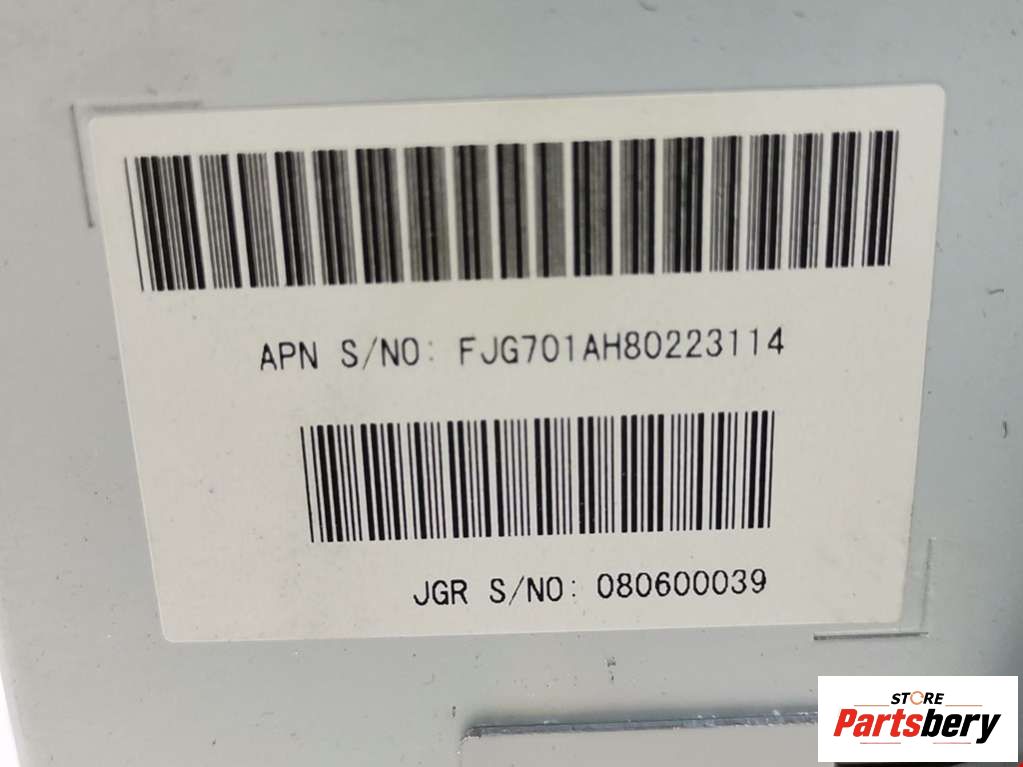 APN S/NO: FJG701AH80223114
JGR S/NO: 080600039
STORE
Partsbery